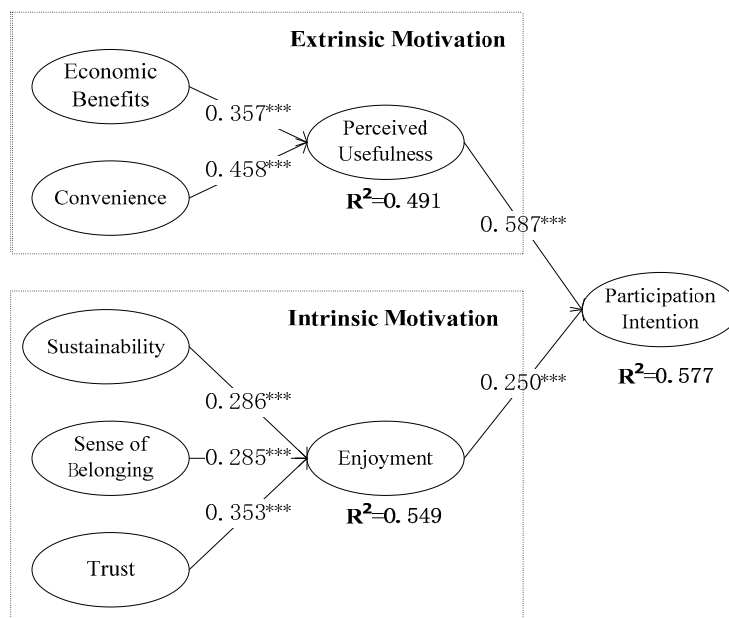 Extrinsic Motivation
Economic
Benefits
0.357***
Perceived
Usefulness
0.458***
Convenience
R²=0.491
0.587***
Participation
Intention
R²=0.577
Intrinsic Motivation
Sustainability
0.286***
0.250***
Sense of
Belonging
0.285***
Enjoyment
0.353***
R²=0.549
Trust